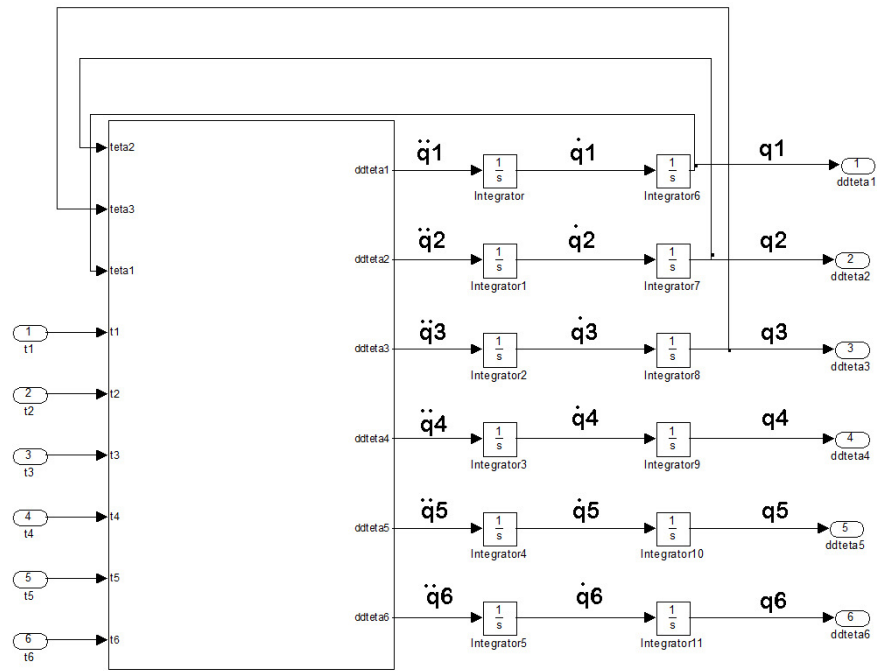 teta2
teta3
teta1
1
t1
t1
2
t2
t2
3
t3
t3
4
t4
t4
5
t5
t5
6
t6
t6
ddteta1
q̈1
1
s
Integrator
q̇1
1
s
Integrator6
q1
1
ddteta1
ddteta2
q̈2
1
s
Integrator1
q̇2
1
s
Integrator7
q2
2
ddteta2
ddteta3
q̈3
1
s
Integrator2
q̇3
1
s
Integrator8
q3
3
ddteta3
ddteta4
q̈4
1
s
Integrator3
q̇4
1
s
Integrator9
q4
4
ddteta4
ddteta5
q̈5
1
s
Integrator4
q̇5
1
s
Integrator10
q5
5
ddteta5
ddteta6
q̈6
1
s
Integrator5
q̇6
1
s
Integrator11
q6
6
ddteta6